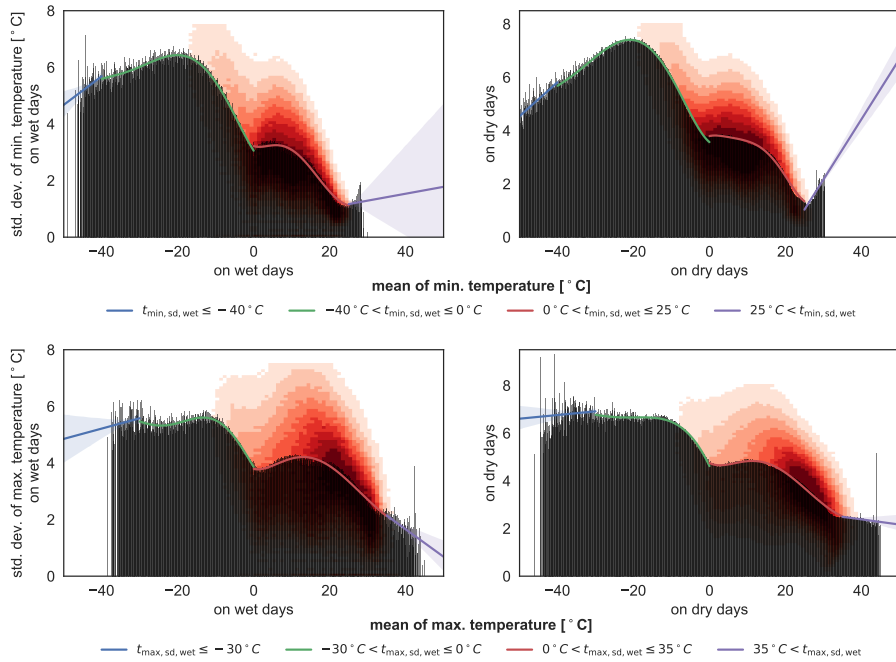 8
6
4
2
0
std. dev. of min. temperature [ °C]
on wet days
−40 −20 0 20 40
on wet days
8
6
4
2
0
on dry days
−40 −20 0 20 40
on dry days
mean of min. temperature [ °C]
t_min, sd, wet ≤ −40°C
−40°C < t_min, sd, wet ≤ 0°C
0°C < t_min, sd, wet ≤ 25°C
25°C < t_min, sd, wet
8
6
4
2
0
std. dev. of max. temperature [ °C]
on wet days
−40 −20 0 20 40
on wet days
8
6
4
2
0
on dry days
−40 −20 0 20 40
on dry days
mean of max. temperature [ °C]
t_max, sd, wet ≤ −30°C
−30°C < t_max, sd, wet ≤ 0°C
0°C < t_max, sd, wet ≤ 35°C
35°C < t_max, sd, wet